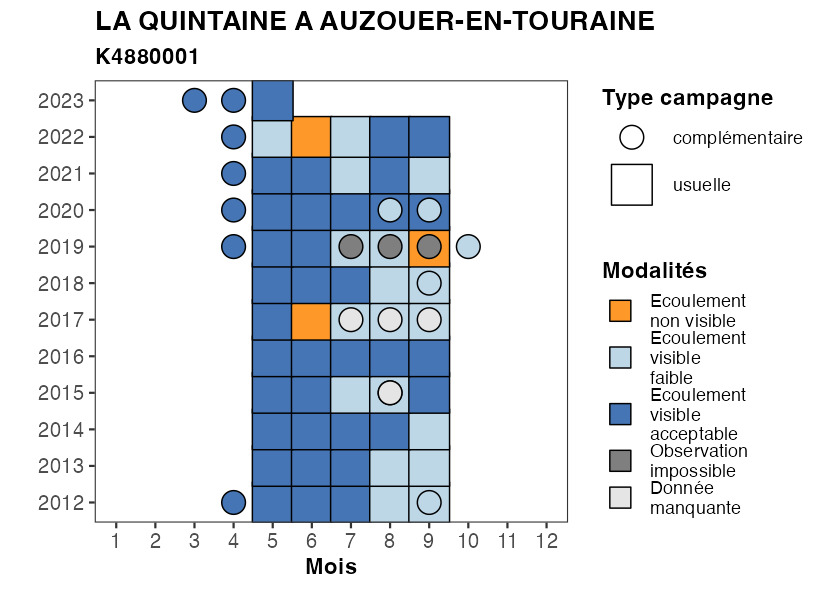 LA QUINTAINE A AUZOUER-EN-TOURAINE
K4880001
2023
2022
2021
2020
2019
2018
2017
2016
2015
2014
2013
2012
1 2 3 4 5 6 7 8 9 10 11 12
Mois
Type campagne
complémentaire
usuelle
Modalités
Ecoulement
non visible
Ecoulement
visible
faible
Ecoulement
visible
acceptable
Observation
impossible
Donnée
manquante